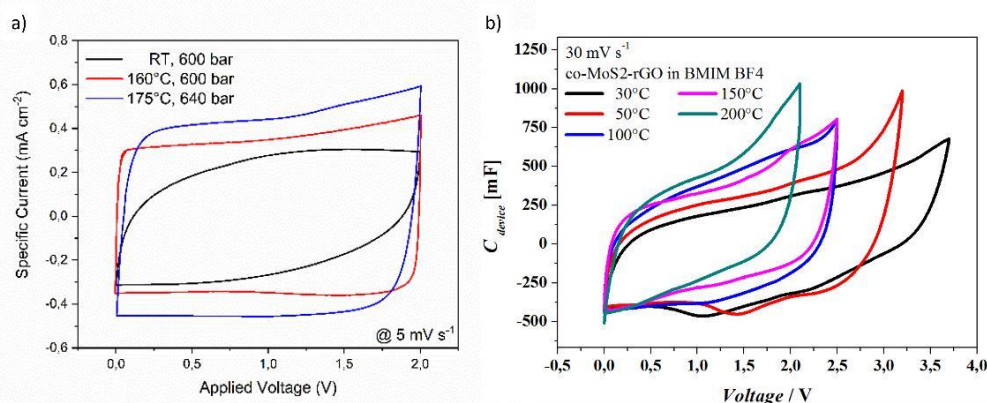 a)
0,8
0,6
0,4
0,2
0,0
-0,2
-0,4
-0,6
Specific Current (mA cm⁻²)
RT, 600 bar
160°C, 600 bar
175°C, 640 bar
@ 5 mV s⁻¹
0,0 0,5 1,0 1,5 2,0
Applied Voltage (V)
b)
1250
1000
750
500
250
0
-250
-500
C device [mF]
30 mV s⁻¹
co-MoS2-rGO in BMIM BF4
30°C 150°C
50°C 200°C
100°C
0,0 0,5 1,0 1,5 2,0 2,5 3,0 3,5 4,0
Voltage / V